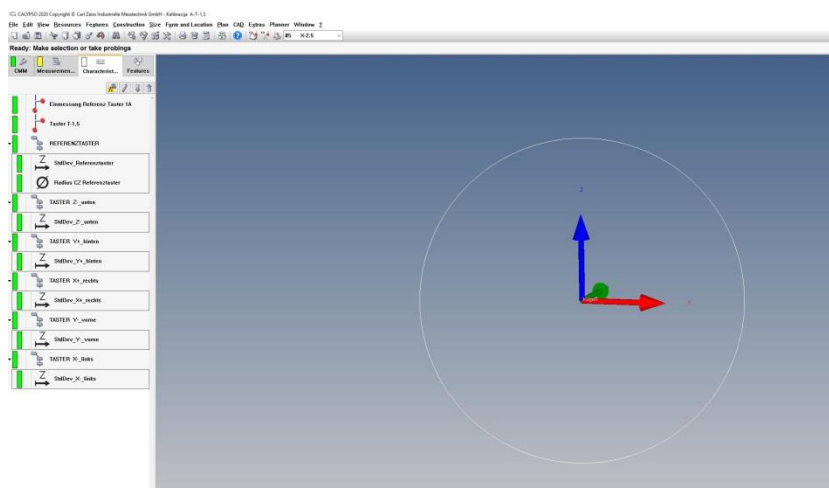 CALYPSO 2020 Copyright © Carl Zeiss Industrielle Messtechnik GmbH - Kalibracija A-T-1,5
File Edit View Resources Features Construction Size Form and Location Plan CAD Extras Planner Window ?
#5 X-2,5
Ready: Make selection or take probings
CMM Measuremen... Characterist... Features
Einmessung Referenz Taster 1A
Taster T-1,5
REFERENZTASTER
Z StdDev_Referenztaster
Radius CZ Referenztaster
TASTER Z-_unten
Z StdDev_Z-_unten
TASTER Y+_hinten
Z StdDev_Y+_hinten
TASTER X+_rechts
Z StdDev_X+_rechts
TASTER Y-_vorne
Z StdDev_Y-_vorne
TASTER X-_links
Z StdDev_X-_links
Z
X